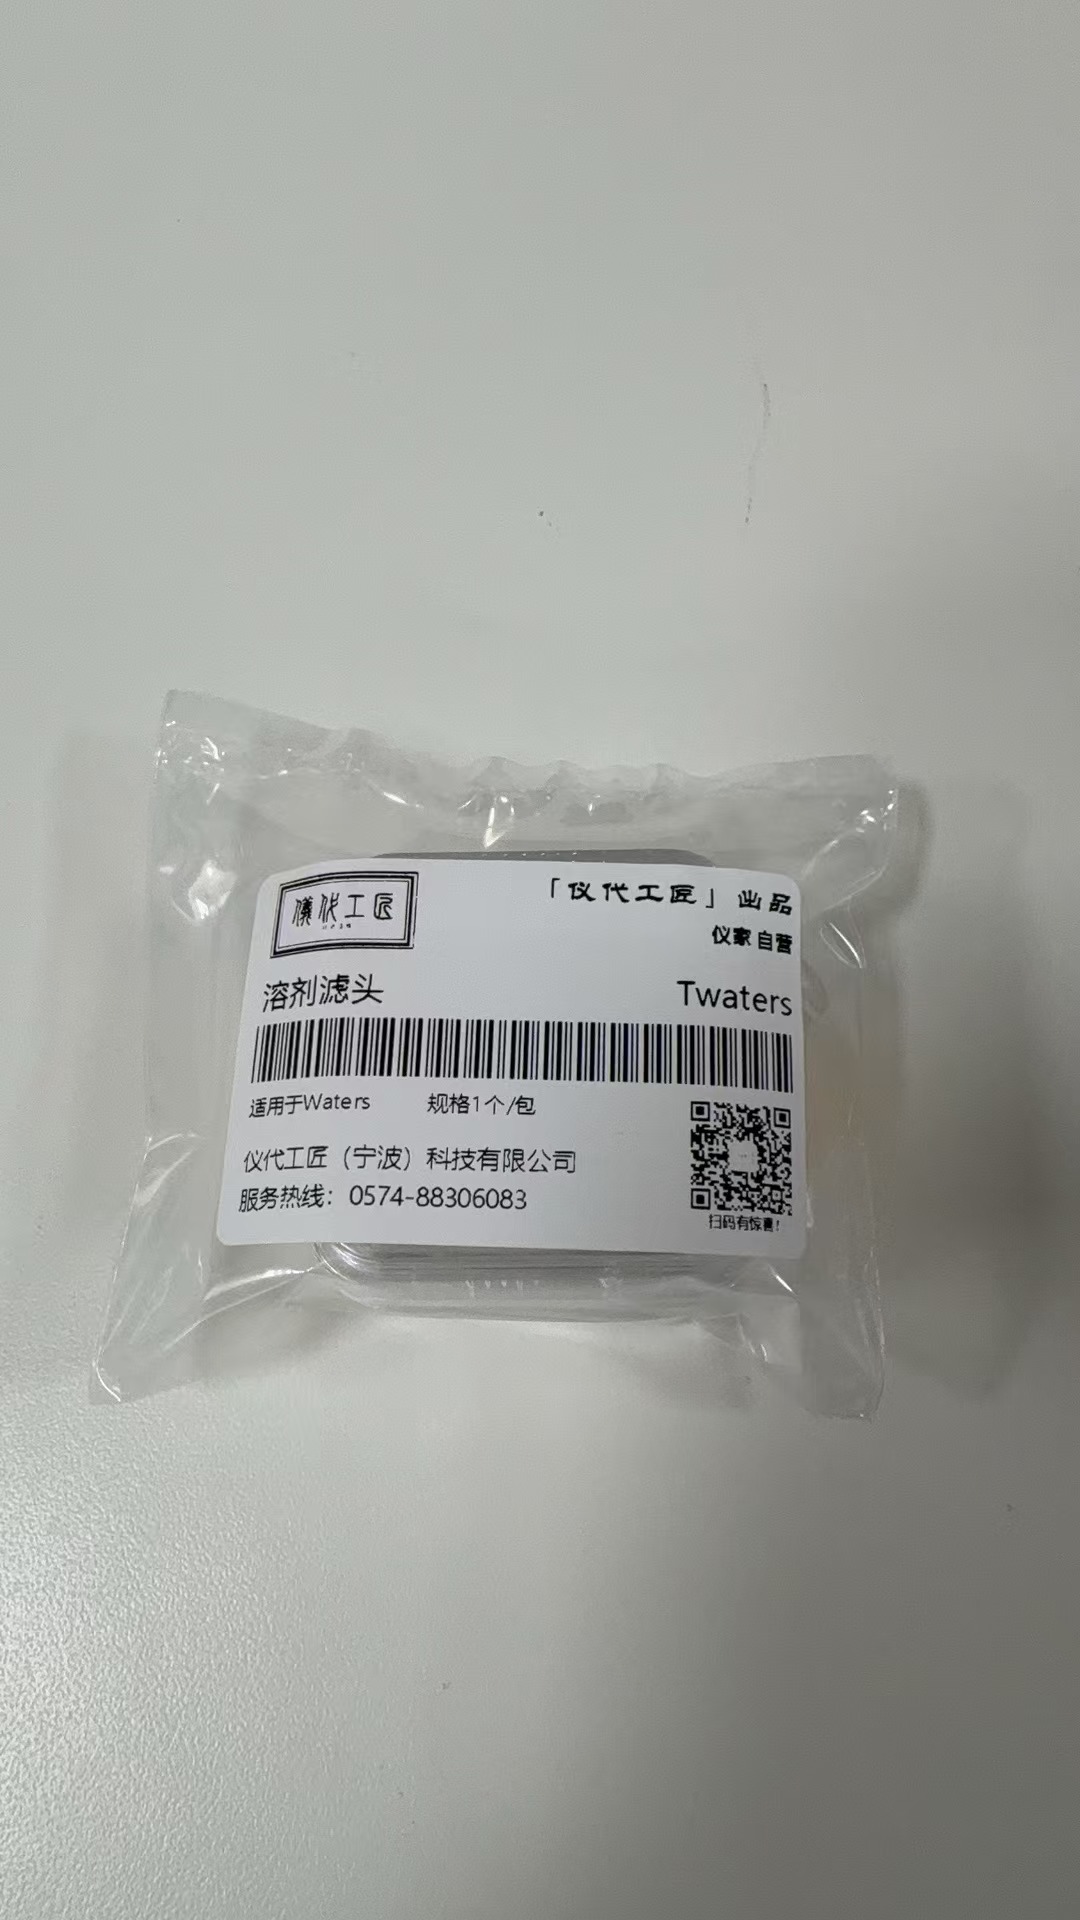 儀代工匠
「仪代工匠」出品
仪家自营
溶剂滤头
Twaters
适用于Waters 规格1个/包
仪代工匠（宁波）科技有限公司
服务热线：0574-88306083
扫码有惊喜！